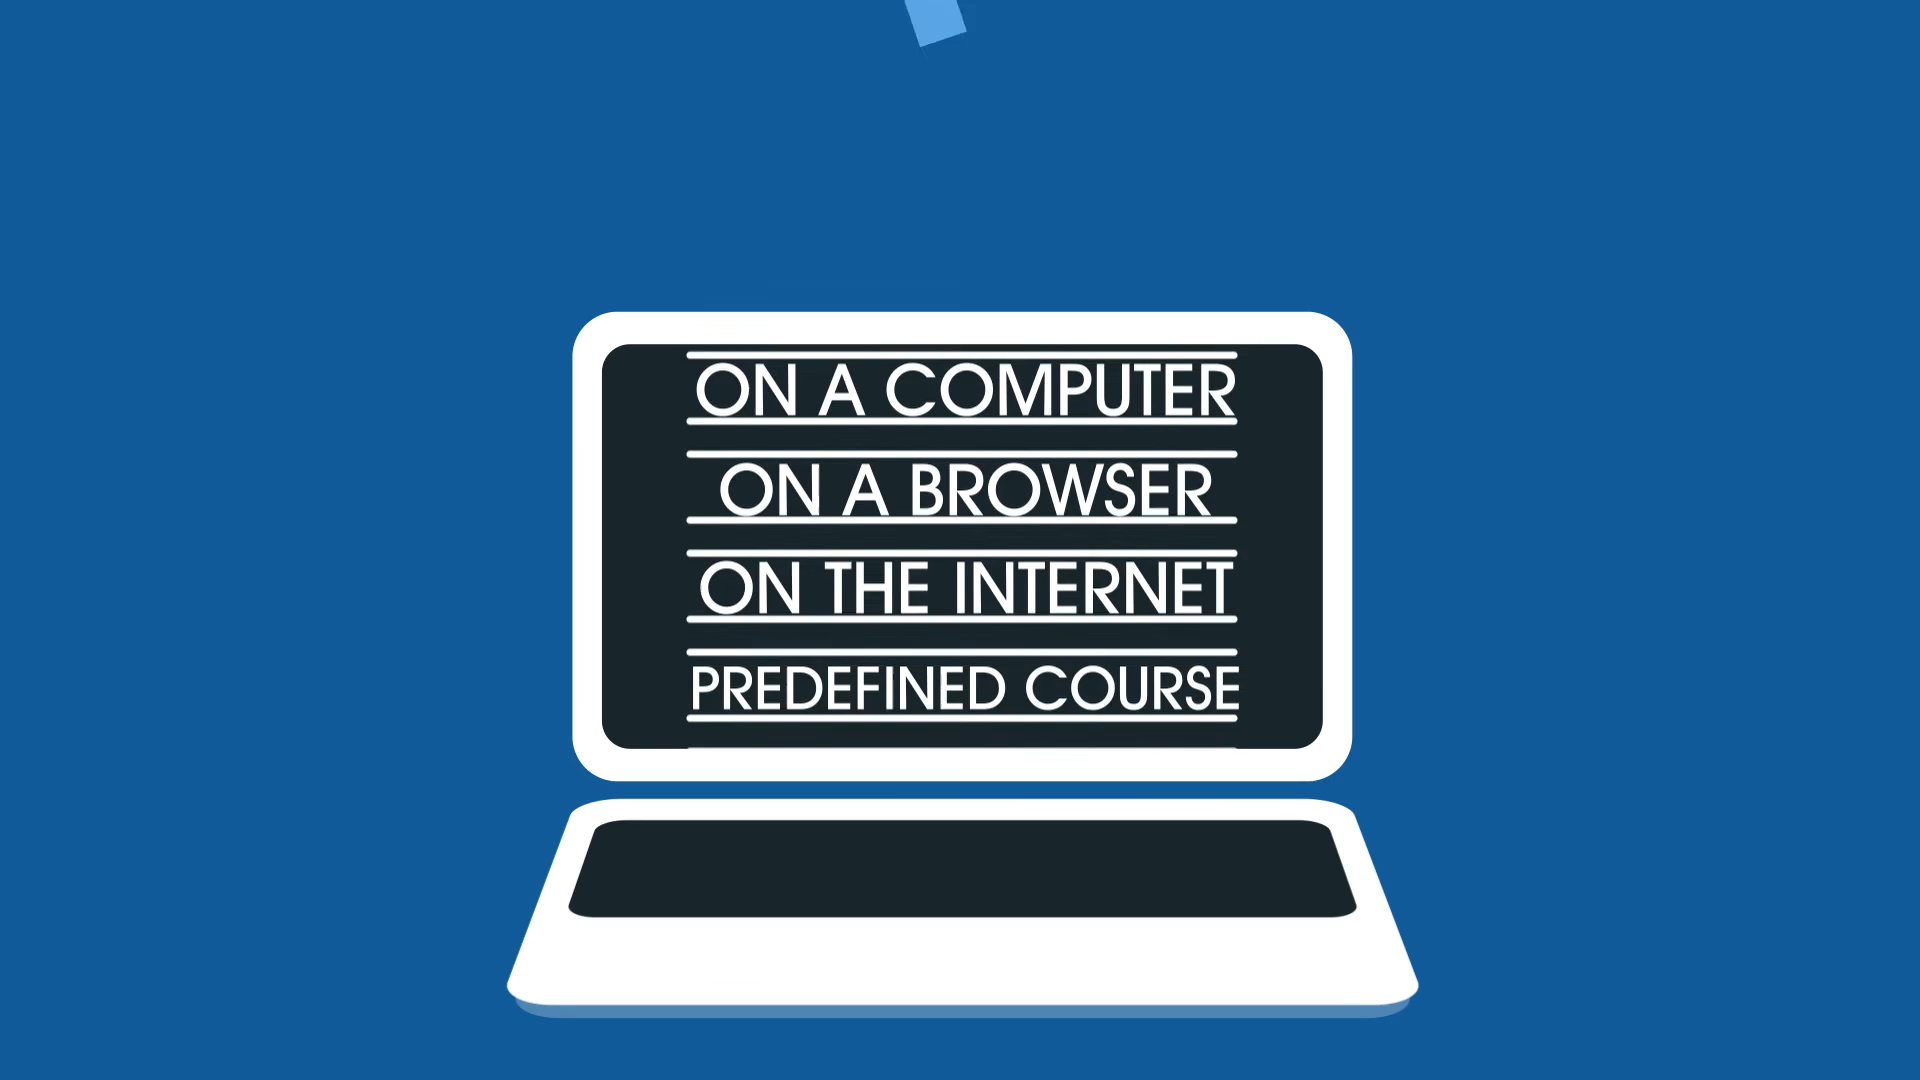 ON A COMPUTER
ON A BROWSER
ON THE INTERNET
PREDEFINED COURSE